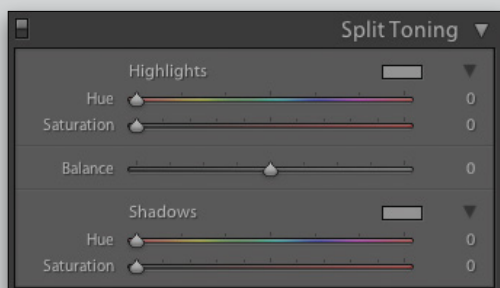 Split Toning
Highlights
Hue 0
Saturation 0
Balance 0
Shadows
Hue 0
Saturation 0